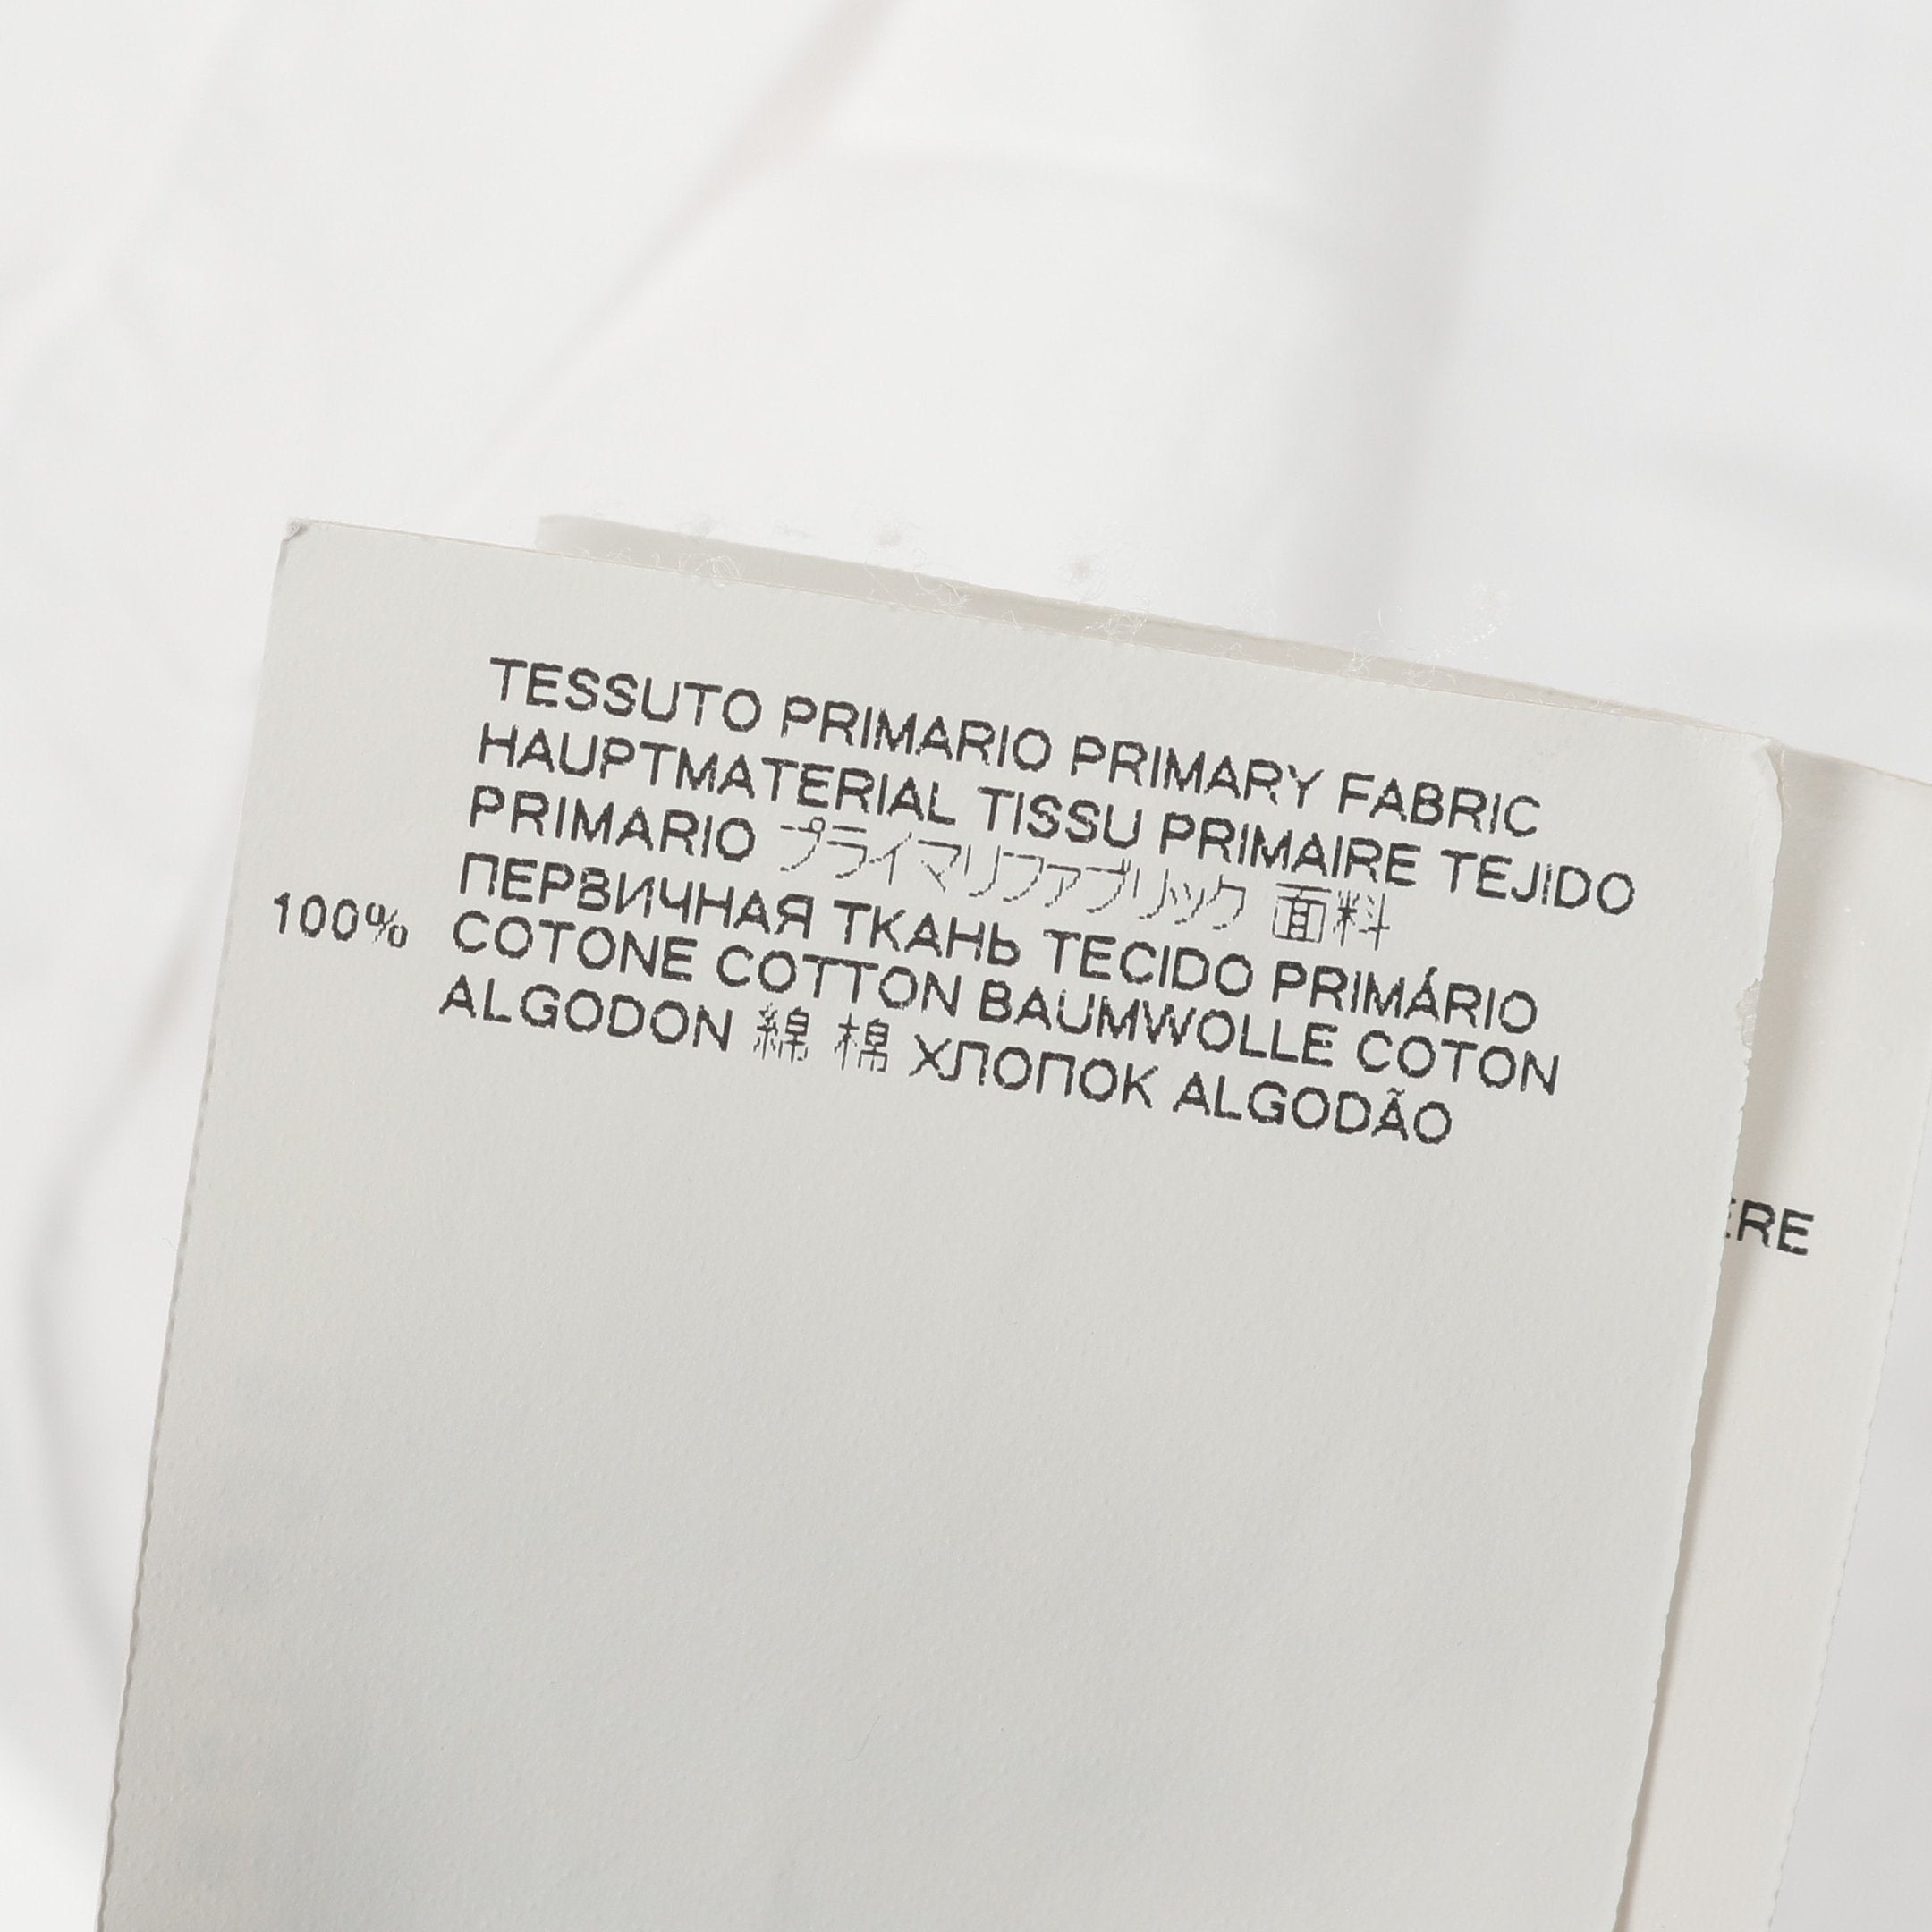 TESSUTO PRIMARIO PRIMARY FABRIC
HAUPTMATERIAL TISSU PRIMAIRE TEJIDO
PRIMARIO プライマリファブリック 面料
ПЕРВИЧНАЯ ТКАНЬ TECIDO PRIMÁRIO
100% COTONE COTTON BAUMWOLLE COTON
ALGODON 綿 棉 ХЛОПОК ALGODÃO